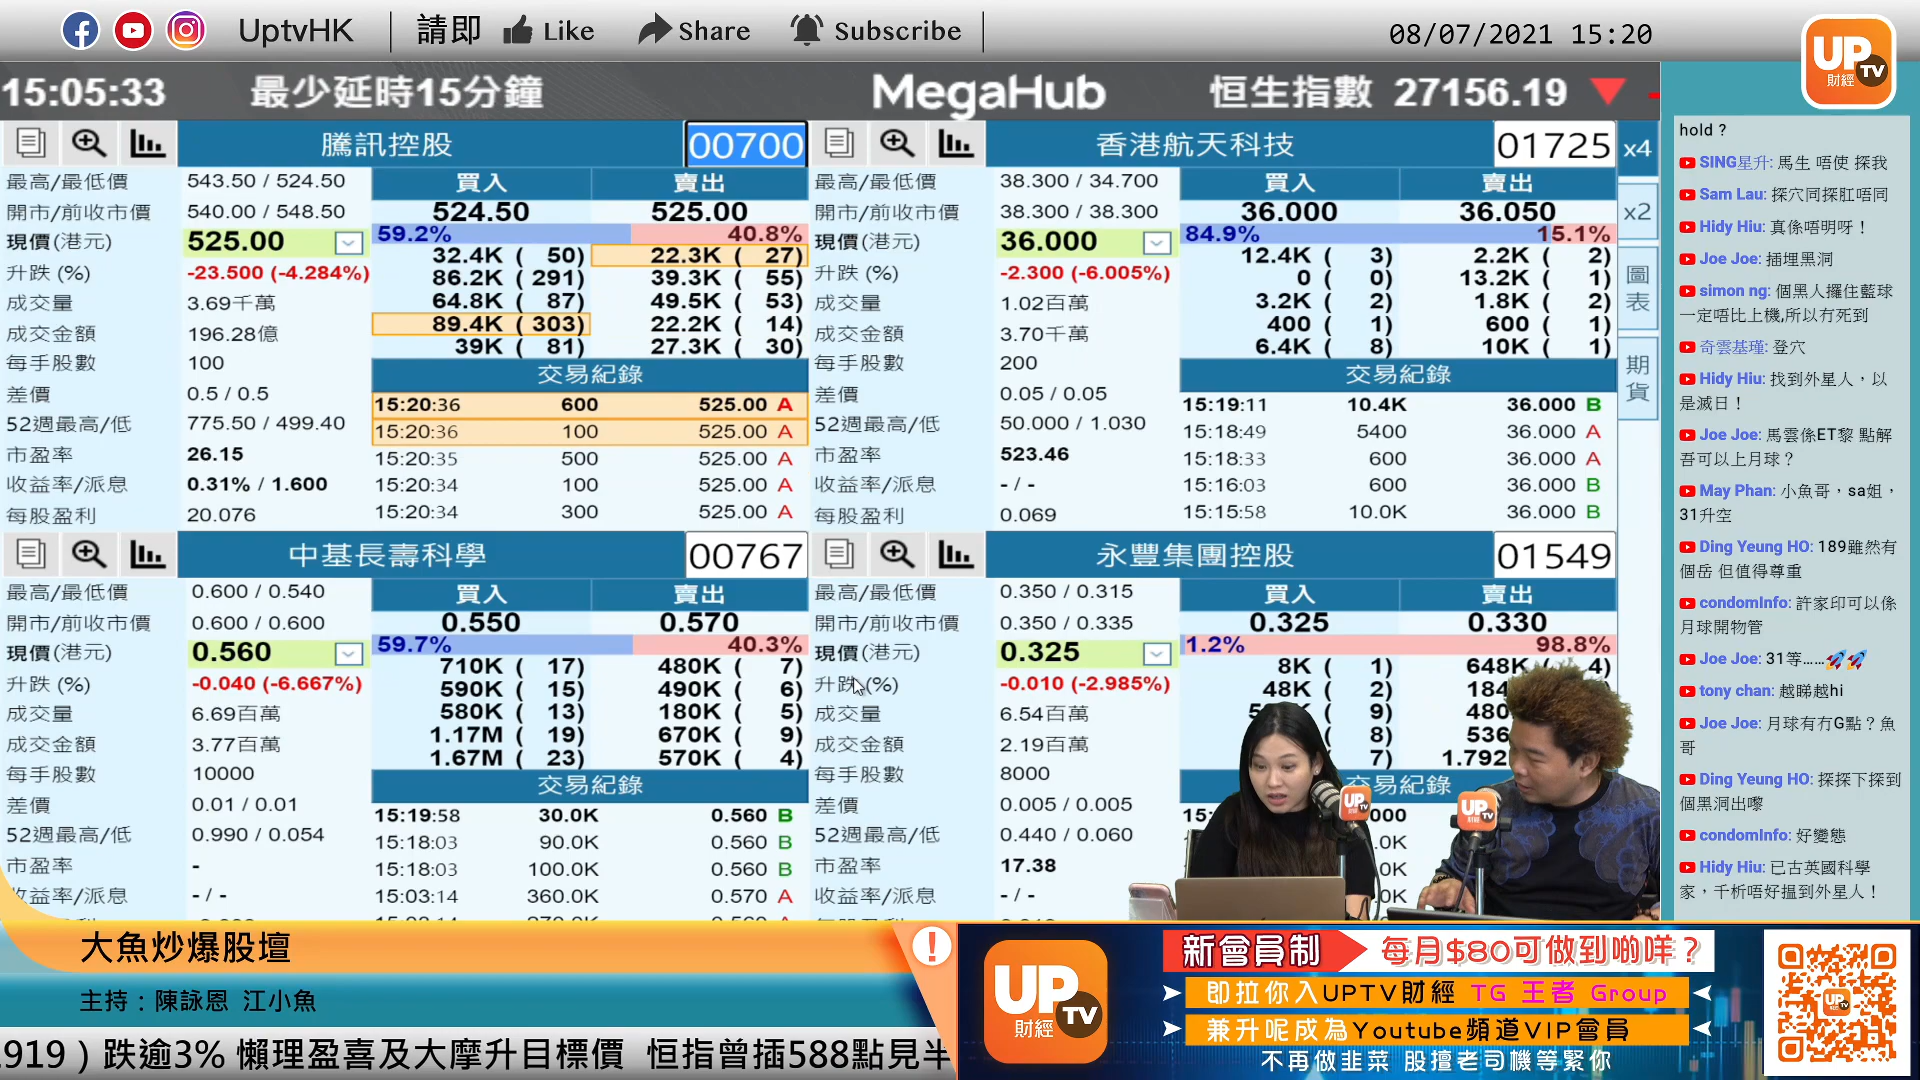 UptvHK
請即 Like Share Subscribe
08/07/2021 15:20
UP TV 財經
15:05:33 最少延時15分鐘 MegaHub 恒生指數 27156.19
騰訊控股 00700
最高/最低價 543.50 / 524.50
開市/前收市價 540.00 / 548.50
現價(港元) 525.00
升跌 (%) -23.500 (-4.284%)
成交量 3.69千萬
成交金額 196.28億
每手股數 100
差價 0.5 / 0.5
52週最高/低 775.50 / 499.40
市盈率 26.15
收益率/派息 0.31% / 1.600
每股盈利 20.076
買入 賣出
524.50 525.00
59.2% 40.8%
32.4K ( 50) 22.3K ( 27)
86.2K ( 291) 39.3K ( 55)
64.8K ( 87) 49.5K ( 53)
89.4K ( 303) 22.2K ( 14)
39K ( 81) 27.3K ( 30)
交易紀錄
15:20:36 600 525.00 A
15:20:36 100 525.00 A
15:20:35 500 525.00 A
15:20:34 100 525.00 A
15:20:34 300 525.00 A
香港航天科技 01725
最高/最低價 38.300 / 34.700
開市/前收市價 38.300 / 38.300
現價(港元) 36.000
升跌 (%) -2.300 (-6.005%)
成交量 1.02百萬
成交金額 3.70千萬
每手股數 200
差價 0.05 / 0.05
52週最高/低 50.000 / 1.030
市盈率 523.46
收益率/派息 - / -
每股盈利 0.069
買入 賣出
36.000 36.050
84.9% 15.1%
12.4K ( 3) 2.2K ( 2)
0 ( 0) 13.2K ( 1)
3.2K ( 2) 1.8K ( 2)
400 ( 1) 600 ( 1)
6.4K ( 8) 10K ( 1)
交易紀錄
15:19:11 10.4K 36.000 B
15:18:49 5400 36.000 A
15:18:33 600 36.000 A
15:16:03 600 36.000 B
15:15:58 10.0K 36.000 B
x4
x2
圖表
期貨
中基長壽科學 00767
最高/最低價 0.600 / 0.540
開市/前收市價 0.600 / 0.600
現價(港元) 0.560
升跌 (%) -0.040 (-6.667%)
成交量 6.69百萬
成交金額 3.77百萬
每手股數 10000
差價 0.01 / 0.01
52週最高/低 0.990 / 0.054
市盈率 -
收益率/派息 - / -
買入 賣出
0.550 0.570
59.7% 40.3%
710K ( 17) 480K ( 7)
590K ( 15) 490K ( 6)
580K ( 13) 180K ( 5)
1.17M ( 19) 670K ( 9)
1.67M ( 23) 570K ( 4)
交易紀錄
15:19:58 30.0K 0.560 B
15:18:03 90.0K 0.560 B
15:18:03 100.0K 0.560 B
15:03:14 360.0K 0.570 A
永豐集團控股 01549
最高/最低價 0.350 / 0.315
開市/前收市價 0.350 / 0.335
現價(港元) 0.325
升跌 (%) -0.010 (-2.985%)
成交量 6.54百萬
成交金額 2.19百萬
每手股數 8000
差價 0.005 / 0.005
52週最高/低 0.440 / 0.060
市盈率 17.38
收益率/派息 - / -
買入 賣出
0.325 0.330
1.2% 98.8%
8K ( 1) 648K ( 4)
48K ( 2) 184
( 9) 480
8) 536
7) 1.792
交易紀錄
hold ?
SING星升: 馬生 唔使 探我
Sam Lau: 探穴同探肛唔同
Hidy Hiu: 真係唔明呀！
Joe Joe: 插埋黑洞
simon ng: 個黑人攞住藍球
一定唔比上機,所以冇死到
奇雲基瑾: 登穴
Hidy Hiu: 找到外星人，以
是滅日！
Joe Joe: 馬雲係ET黎 點解
吾可以上月球？
May Phan: 小魚哥，sa姐，
31升空
Ding Yeung HO: 189雖然有
個岳 但值得尊重
condomInfo: 許家印可以係
月球開物管
Joe Joe: 31等......🚀🚀
tony chan: 越睇越hi
Joe Joe: 月球有冇G點？魚
哥
Ding Yeung HO: 探探下探到
個黑洞出嚟
condomInfo: 好變態
Hidy Hiu: 已古英國科學
家，千析唔好搵到外星人！
大魚炒爆股壇
主持：陳詠恩 江小魚
919）跌逾3% 懶理盈喜及大摩升目標價 恒指曾插588點見半
!
UP TV 財經
新會員制 每月$80可做到啲咩？
即拉你入UPTV財經 TG 王者 Group
兼升呢成為Youtube頻道VIP會員
不再做韭菜 股擅老司機等緊你